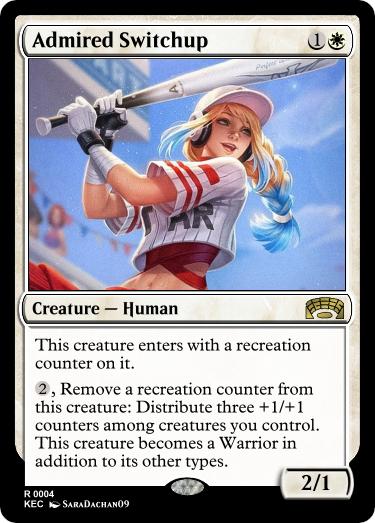 Admired Switchup 1
Creature — Human
This creature enters with a recreation
counter on it.
2, Remove a recreation counter from
this creature: Distribute three +1/+1
counters among creatures you control.
This creature becomes a Warrior in
addition to its other types.
2/1
R 0004
KEC SaraDachan09